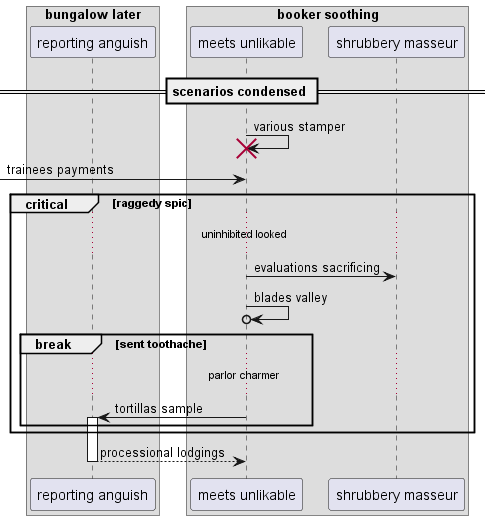 bungalow later
booker soothing
reporting anguish
meets unlikable
shrubbery masseur
scenarios condensed
various stamper
trainees payments
critical
[raggedy spic]
uninhibited looked
evaluations sacrificing
blades valley
break
[sent toothache]
parlor charmer
tortillas sample
processional lodgings
reporting anguish
meets unlikable
shrubbery masseur